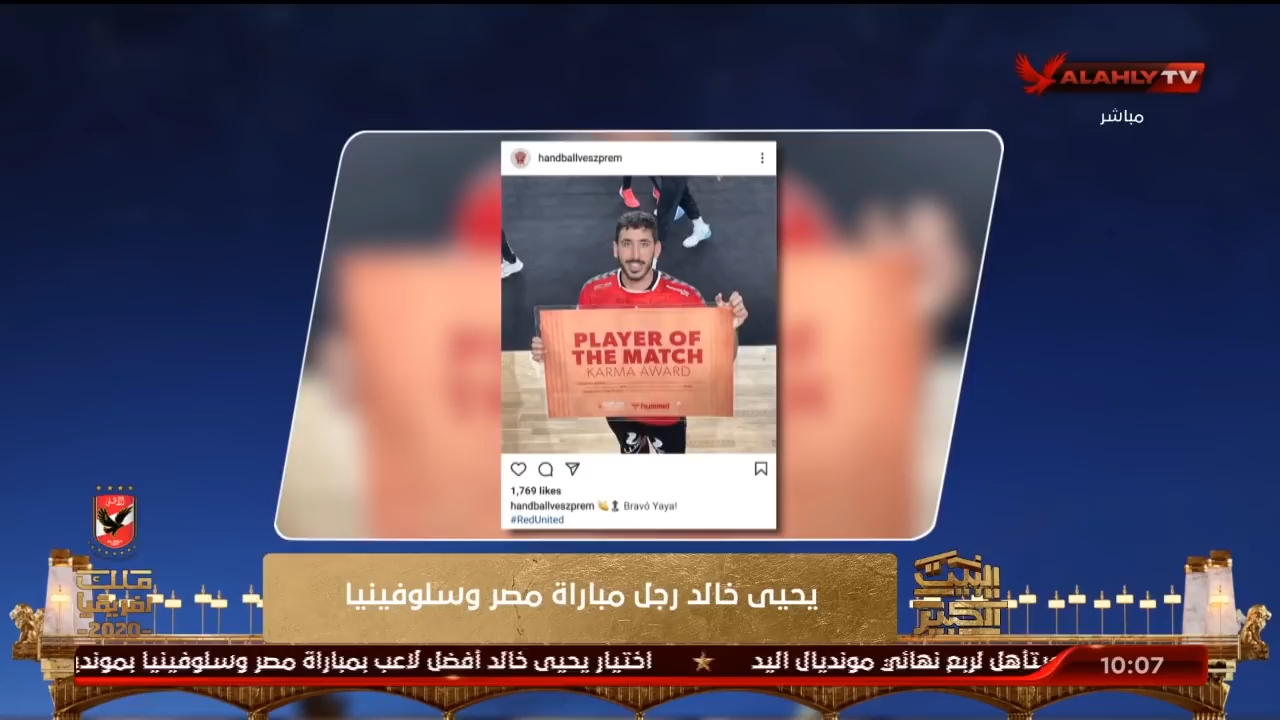 ALAHLY TV
مباشر
handballveszprem
PLAYER OF
THE MATCH
KARMA AWARD
hummel
1,769 likes
handballveszprem 👏 Bravó Yaya!
#RedUnited
الأهلي
ملك
أفريقيا
-2020-
يحيى خالد رجل مباراة مصر وسلوفينيا
البيت
الكبير
يتأهل لربع نهائي مونديال اليد ★ اختيار يحيى خالد أفضل لاعب بمباراة مصر وسلوفينيا بموندي
10:07